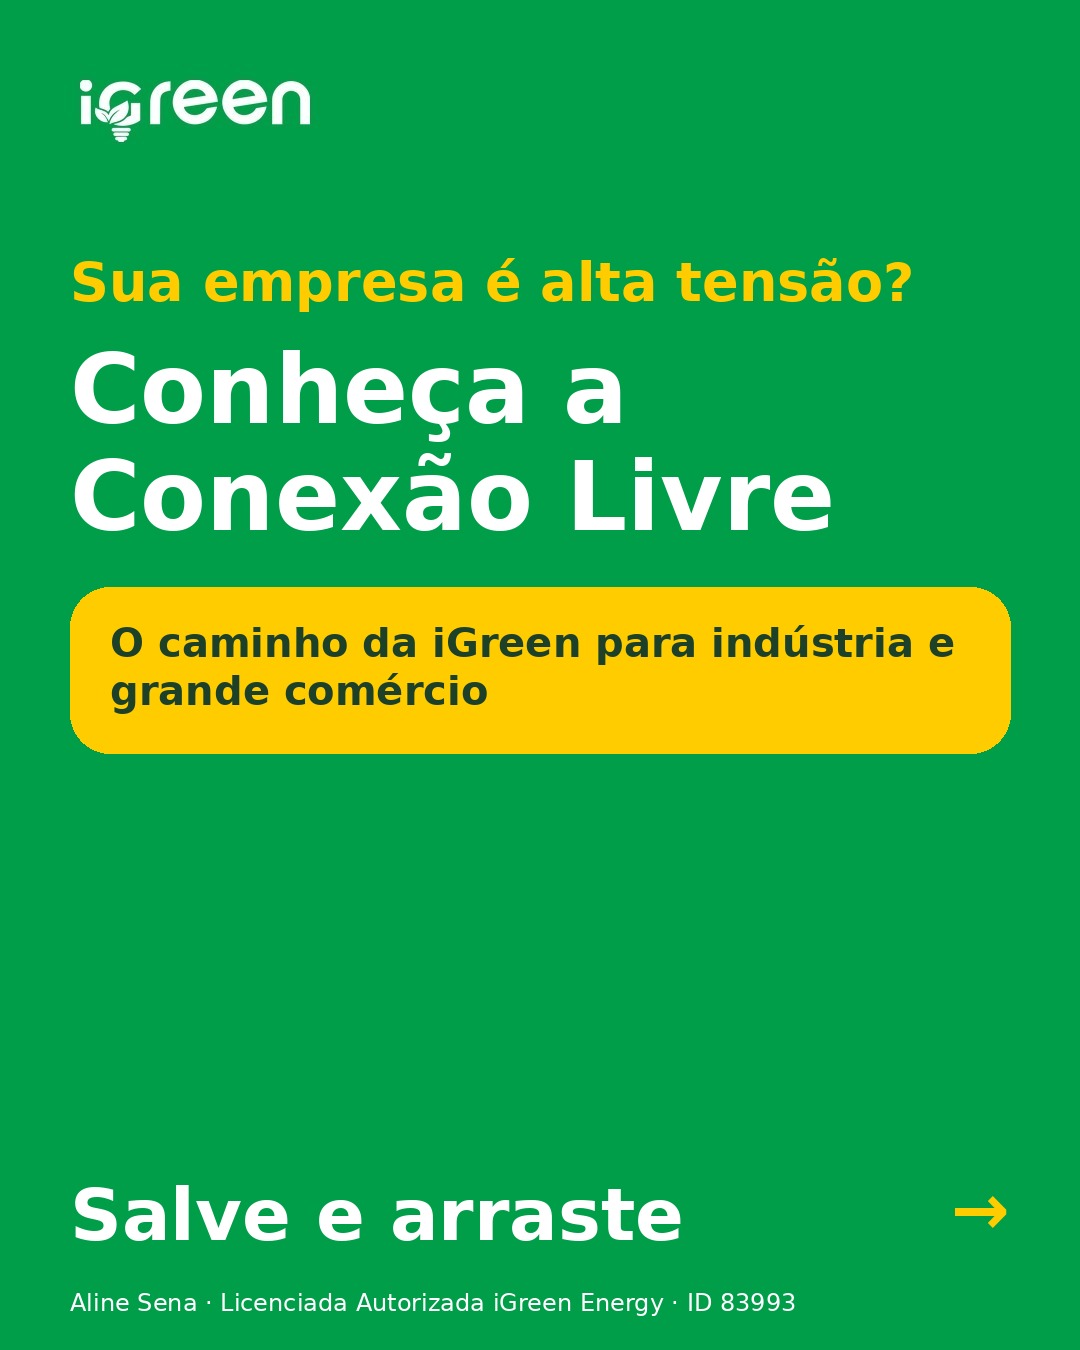 iGreen
Sua empresa é alta tensão?
Conheça a
Conexão Livre
O caminho da iGreen para indústria e
grande comércio
Salve e arraste →
Aline Sena · Licenciada Autorizada iGreen Energy · ID 83993